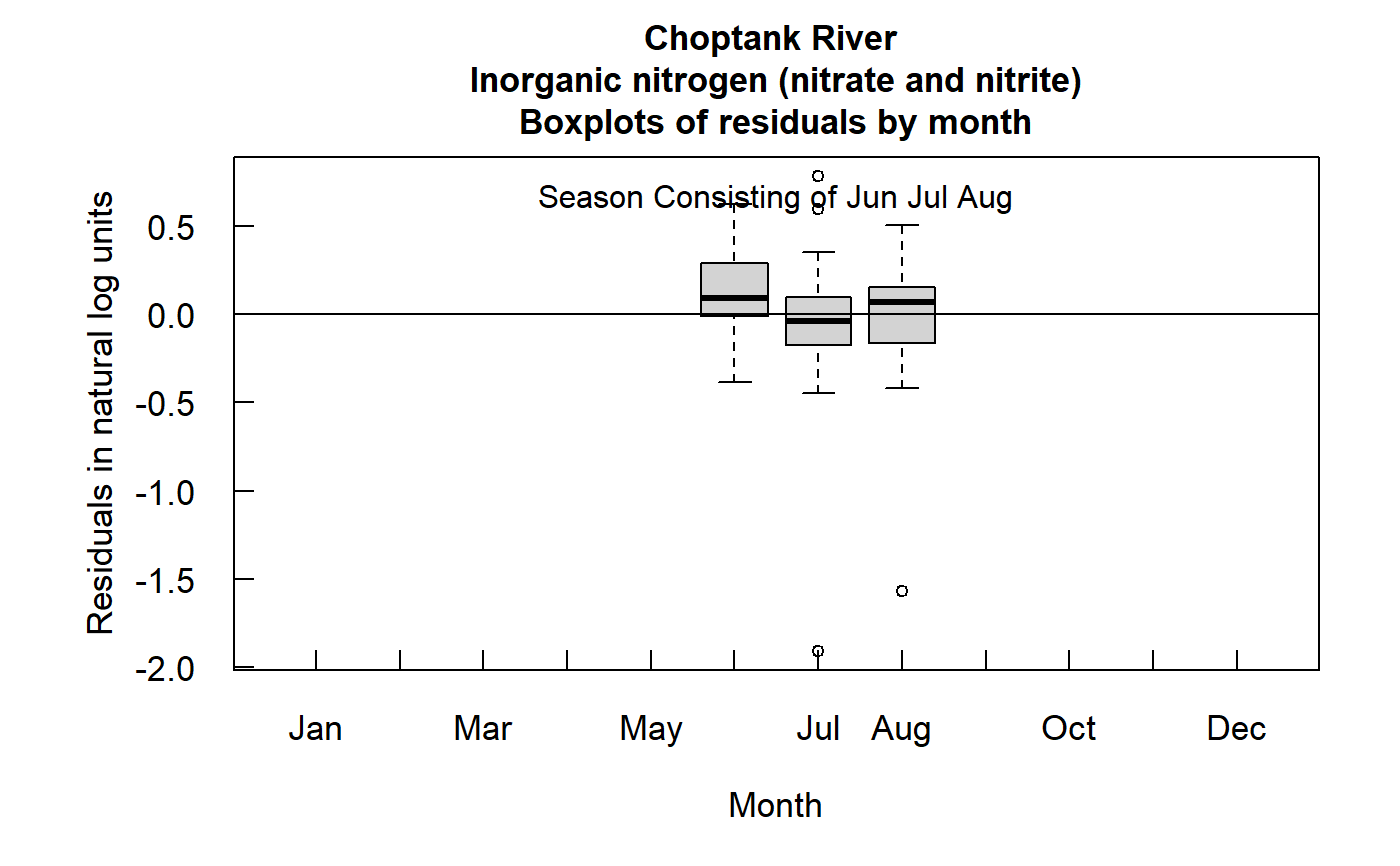 Choptank River
Inorganic nitrogen (nitrate and nitrite)
Boxplots of residuals by month
Season Consisting of Jun Jul Aug
Residuals in natural log units
0.5
0.0
-0.5
-1.0
-1.5
-2.0
Jan Mar May Jul Aug Oct Dec
Month